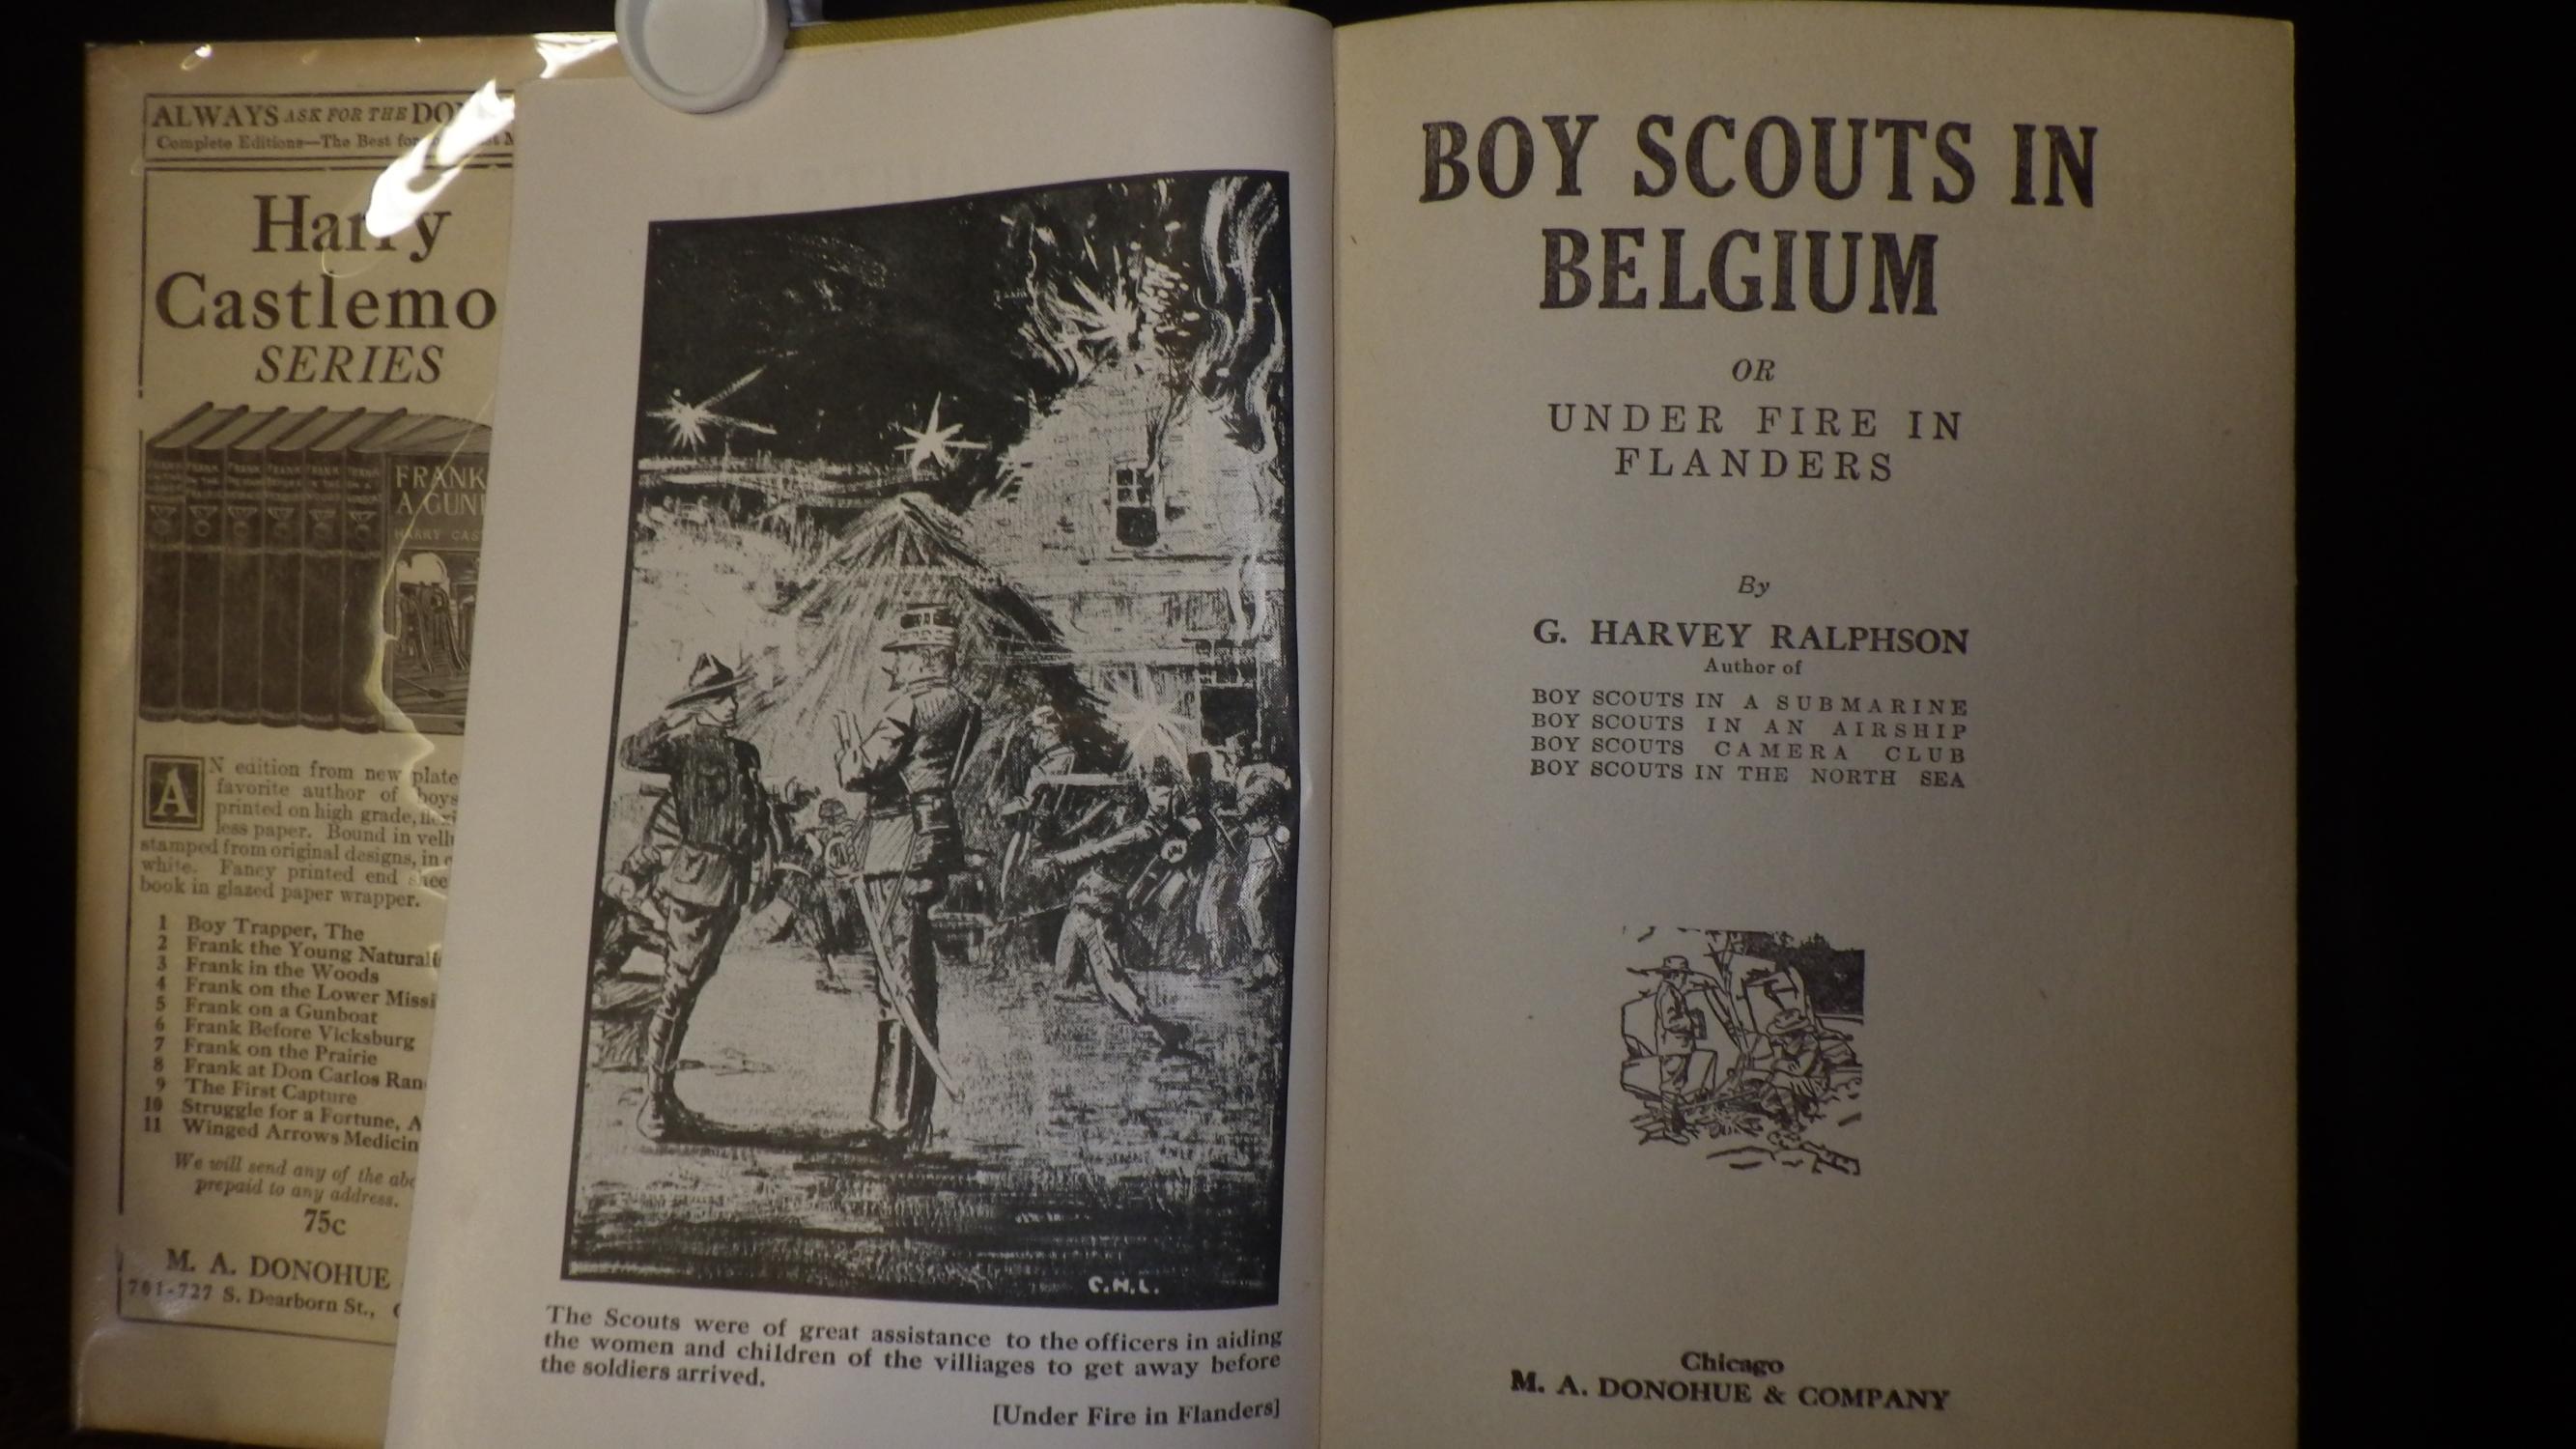 ALWAYS ASK FOR THE
Complete Editions—The Best for
Harry
Castlemo
SERIES
FRANK
A GUN
HARRY CAS
AN edition from new plate
favorite author of boys
printed on high grade,
less paper. Bound in vell
stamped from original designs, in
white. Fancy printed end
book in glazed paper wrapper.
1 Boy Trapper, The
2 Frank the Young Natural
3 Frank in the Woods
4 Frank on the Lower Missi
5 Frank on a Gunboat
6 Frank Before Vicksburg
7 Frank on the Prairie
8 Frank at Don Carlos Ran
9 The First Capture
10 Struggle for a Fortune, A
11 Winged Arrows Medicin
We will send any of the abo
prepaid to any address.
75c
M. A. DONOHUE
701-727 S. Dearborn St.,
C.H.L.
The Scouts were of great assistance to the officers in aiding
the women and children of the villiages to get away before
the soldiers arrived.
[Under Fire in Flanders]
BOY SCOUTS IN
BELGIUM
OR
UNDER FIRE IN
FLANDERS
By
G. HARVEY RALPHSON
Author of
BOY SCOUTS IN A SUBMARINE
BOY SCOUTS IN AN AIRSHIP
BOY SCOUTS CAMERA CLUB
BOY SCOUTS IN THE NORTH SEA
Chicago
M. A. DONOHUE & COMPANY